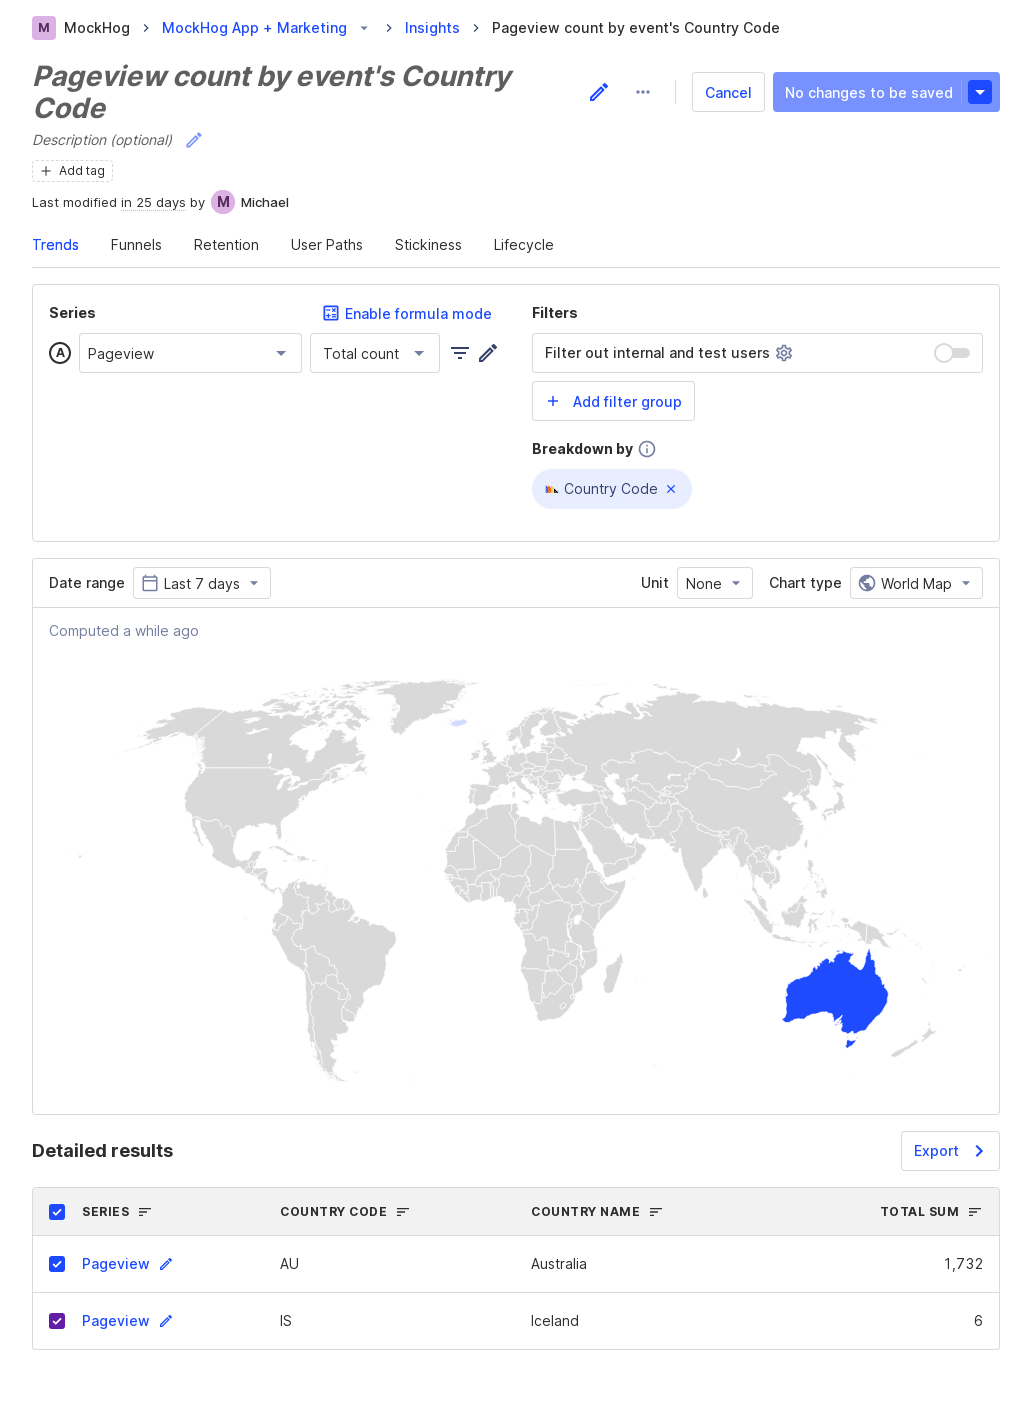 M MockHog MockHog App + Marketing Insights Pageview count by event's Country Code
Pageview count by event's Country
Code
Cancel
No changes to be saved
Description (optional)
Add tag
Last modified in 25 days by M Michael
Trends Funnels Retention User Paths Stickiness Lifecycle
Series
Enable formula mode
A Pageview
Total count
Filters
Filter out internal and test users
+ Add filter group
Breakdown by
Country Code ×
Date range Last 7 days Unit None Chart type World Map
Computed a while ago
Detailed results
Export
SERIES COUNTRY CODE COUNTRY NAME TOTAL SUM
Pageview AU Australia 1,732
Pageview IS Iceland 6